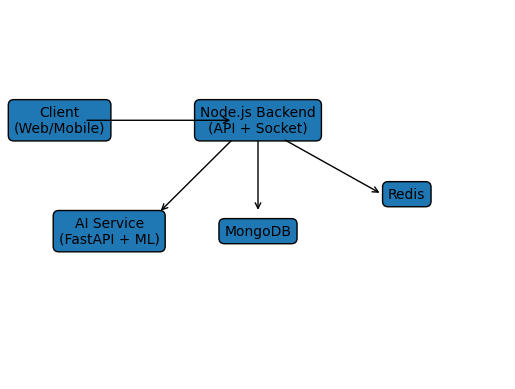 Client
(Web/Mobile)
Node.js Backend
(API + Socket)
Redis
AI Service
(FastAPI + ML)
MongoDB